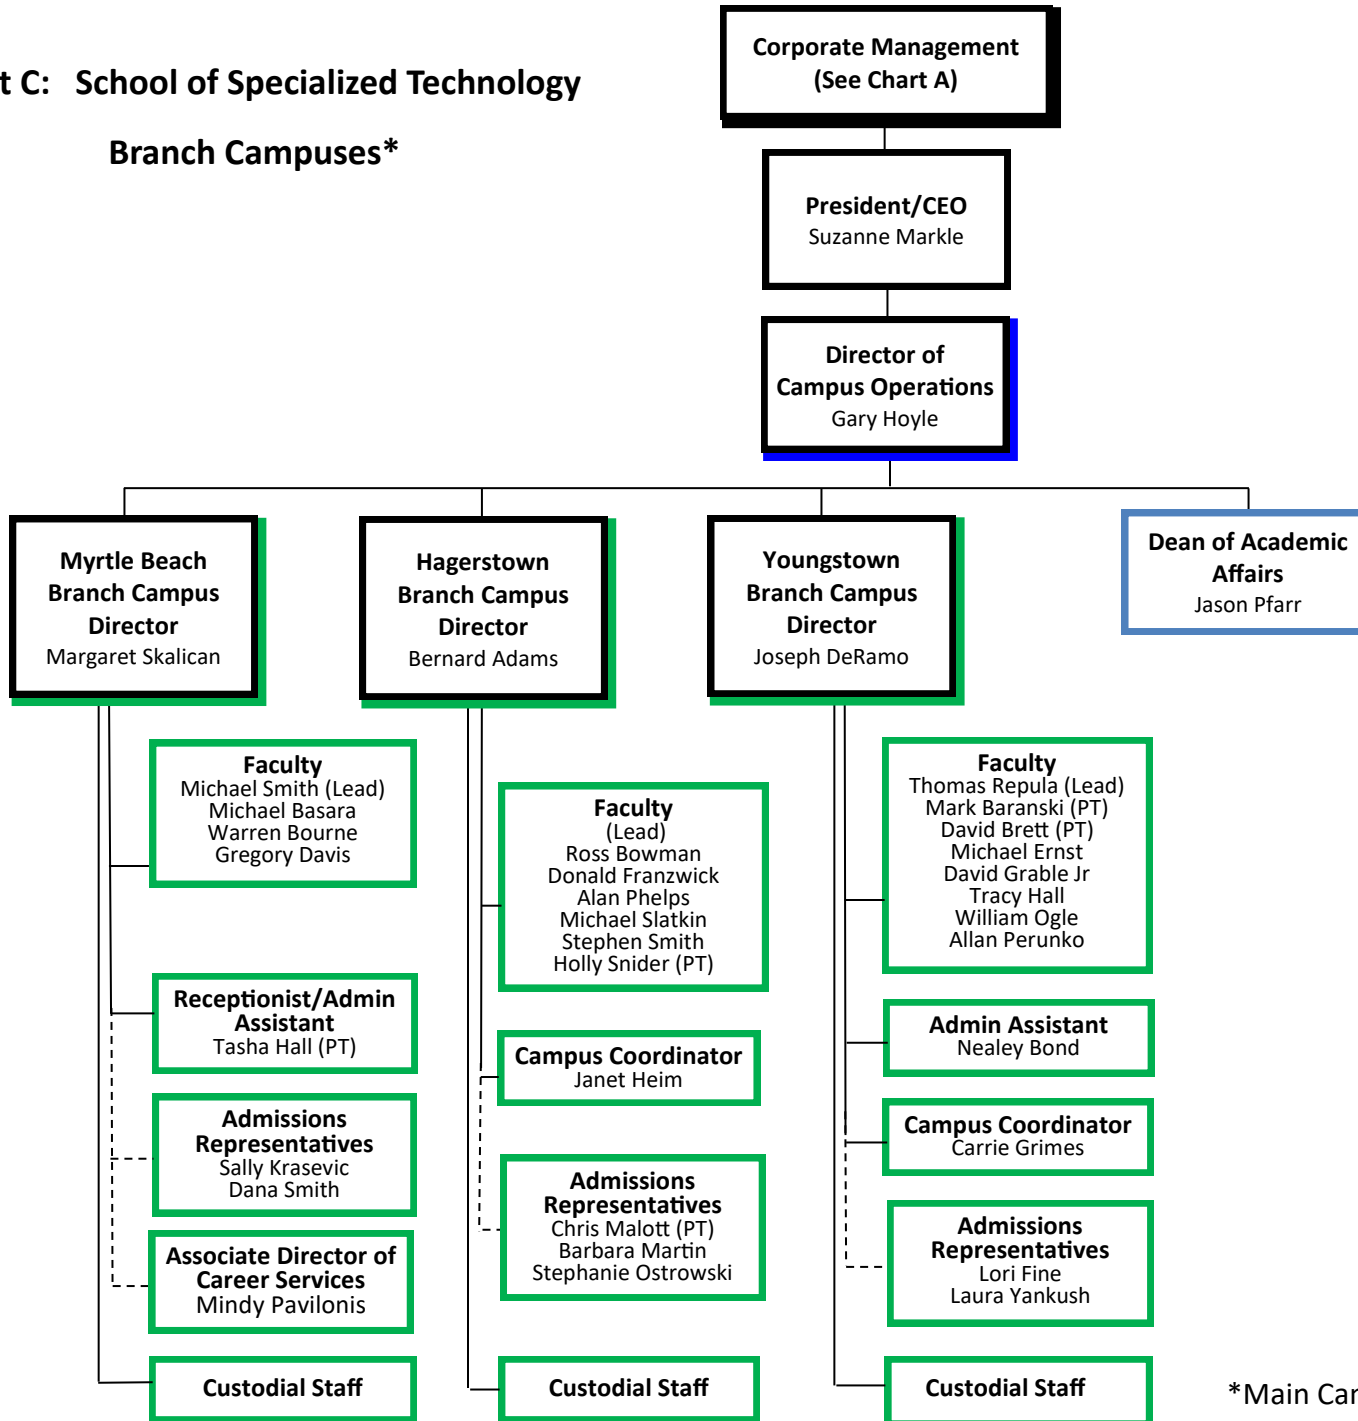 t C: School of Specialized Technology
Branch Campuses*
Corporate Management
(See Chart A)
President/CEO
Suzanne Markle
Director of
Campus Operations
Gary Hoyle
Myrtle Beach
Branch Campus
Director
Margaret Skalican
Hagerstown
Branch Campus
Director
Bernard Adams
Youngstown
Branch Campus
Director
Joseph DeRamo
Dean of Academic
Affairs
Jason Pfarr
Faculty
Michael Smith (Lead)
Michael Basara
Warren Bourne
Gregory Davis
Receptionist/Admin
Assistant
Tasha Hall (PT)
Admissions
Representatives
Sally Krasevic
Dana Smith
Associate Director of
Career Services
Mindy Pavilonis
Custodial Staff
Faculty
(Lead)
Ross Bowman
Donald Franzwick
Alan Phelps
Michael Slatkin
Stephen Smith
Holly Snider (PT)
Campus Coordinator
Janet Heim
Admissions
Representatives
Chris Malott (PT)
Barbara Martin
Stephanie Ostrowski
Custodial Staff
Faculty
Thomas Repula (Lead)
Mark Baranski (PT)
David Brett (PT)
Michael Ernst
David Grable Jr
Tracy Hall
William Ogle
Allan Perunko
Admin Assistant
Nealey Bond
Campus Coordinator
Carrie Grimes
Admissions
Representatives
Lori Fine
Laura Yankush
Custodial Staff
*Main Car